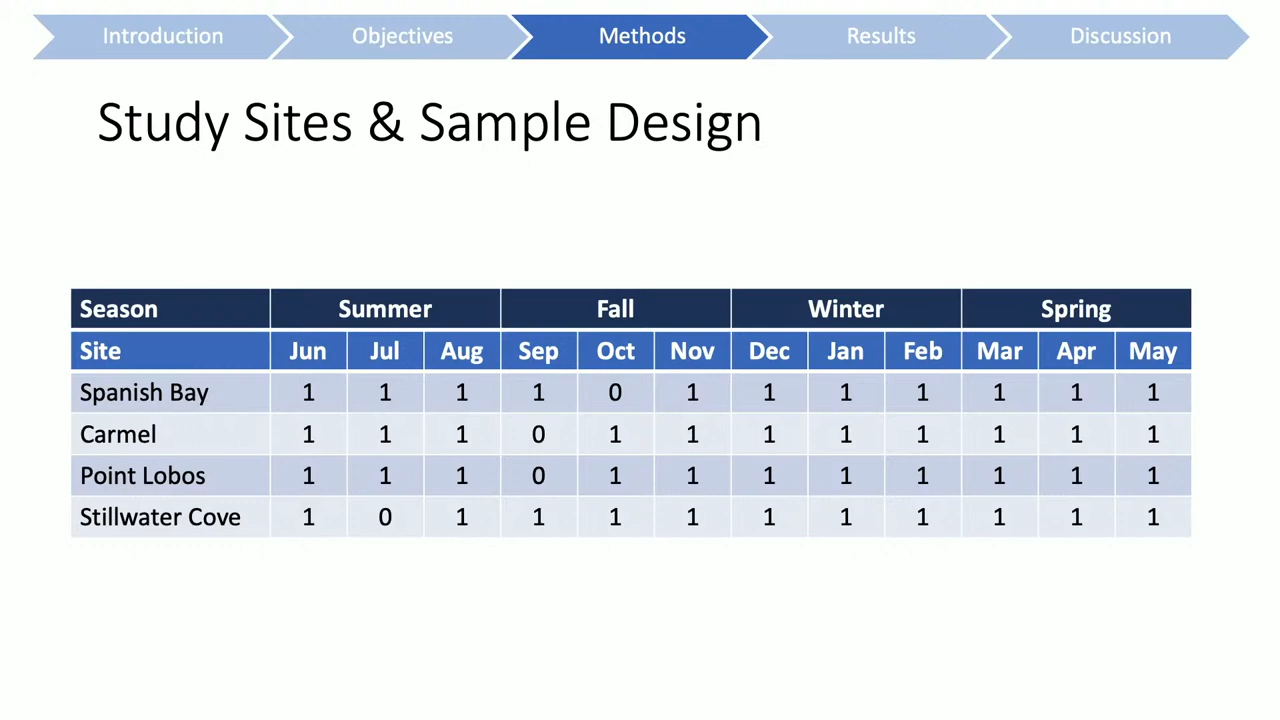 Introduction Objectives Methods Results Discussion
Study Sites & Sample Design
Season Summer Fall Winter Spring
Site Jun Jul Aug Sep Oct Nov Dec Jan Feb Mar Apr May
Spanish Bay 1 1 1 1 0 1 1 1 1 1 1 1
Carmel 1 1 1 0 1 1 1 1 1 1 1 1
Point Lobos 1 1 1 0 1 1 1 1 1 1 1 1
Stillwater Cove 1 0 1 1 1 1 1 1 1 1 1 1